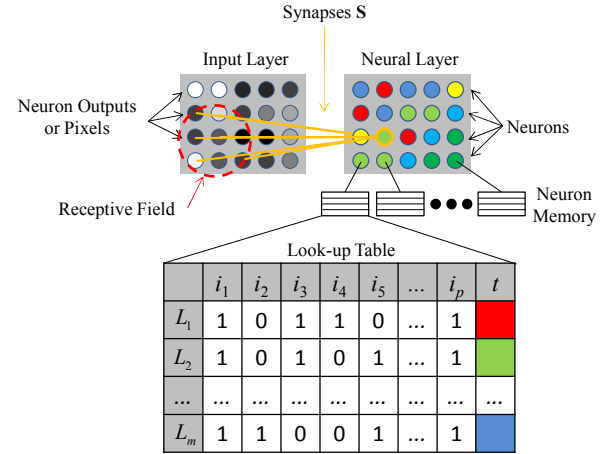 Synapses S
Input Layer
Neural Layer
Neuron Outputs
or Pixels
Neurons
Receptive Field
Neuron
Memory
Look-up Table
i1 i2 i3 i4 i5 ... ip t
L1 1 0 1 1 0 ... 1
L2 1 0 1 0 1 ... 1
... ... ... ... ... ... ... ... ...
Lm 1 1 0 0 1 ... 1